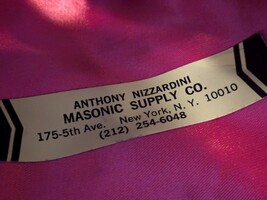 ANTHONY NIZZARDINI
MASONIC SUPPLY CO.
175-5th Ave. New York, N. Y. 10010
(212) 254-6048